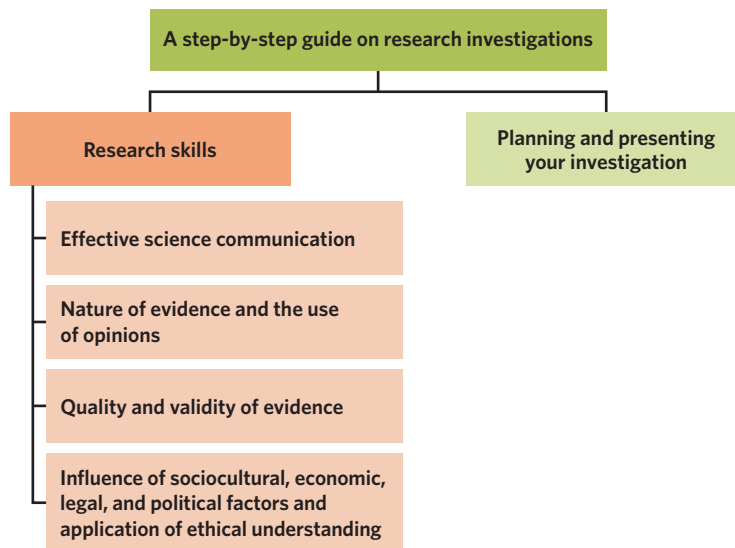 A step-by-step guide on research investigations
Research skills
Planning and presenting
your investigation
Effective science communication
Nature of evidence and the use
of opinions
Quality and validity of evidence
Influence of sociocultural, economic,
legal, and political factors and
application of ethical understanding